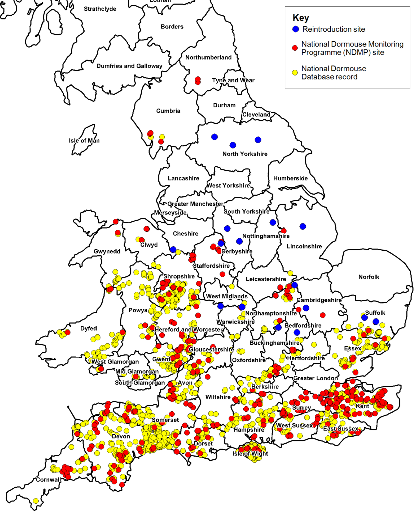 Key
Reintroduction site
National Dormouse Monitoring
Programme (NDMP) site
National Dormouse
Database record
Strathclyde
Borders
Northumberland
Dumfries and Galloway
Tyne and Wear
Cumbria
Durham
Cleveland
Isle of Man
North Yorkshire
Lancashire
West Yorkshire
Humberside
Greater Manchester
Merseyside
South Yorkshire
Cheshire
Nottinghamshire
Derbyshire
Lincolnshire
Clwyd
Gwynedd
Staffordshire
Shropshire
Leicestershire
Norfolk
West Midlands
Cambridgeshire
Powys
Northamptonshire
Suffolk
Warwickshire
Bedfordshire
Hereford and Worcester
Dyfed
Buckinghamshire
Essex
Gwent
Gloucestershire
Hertfordshire
West Glamorgan
Oxfordshire
Mid Glamorgan
Greater London
South Glamorgan
Avon
Berkshire
Wiltshire
Surrey
Kent
Somerset
Hampshire
West Sussex
East Sussex
Devon
Dorset
Isle of Wight
Cornwall